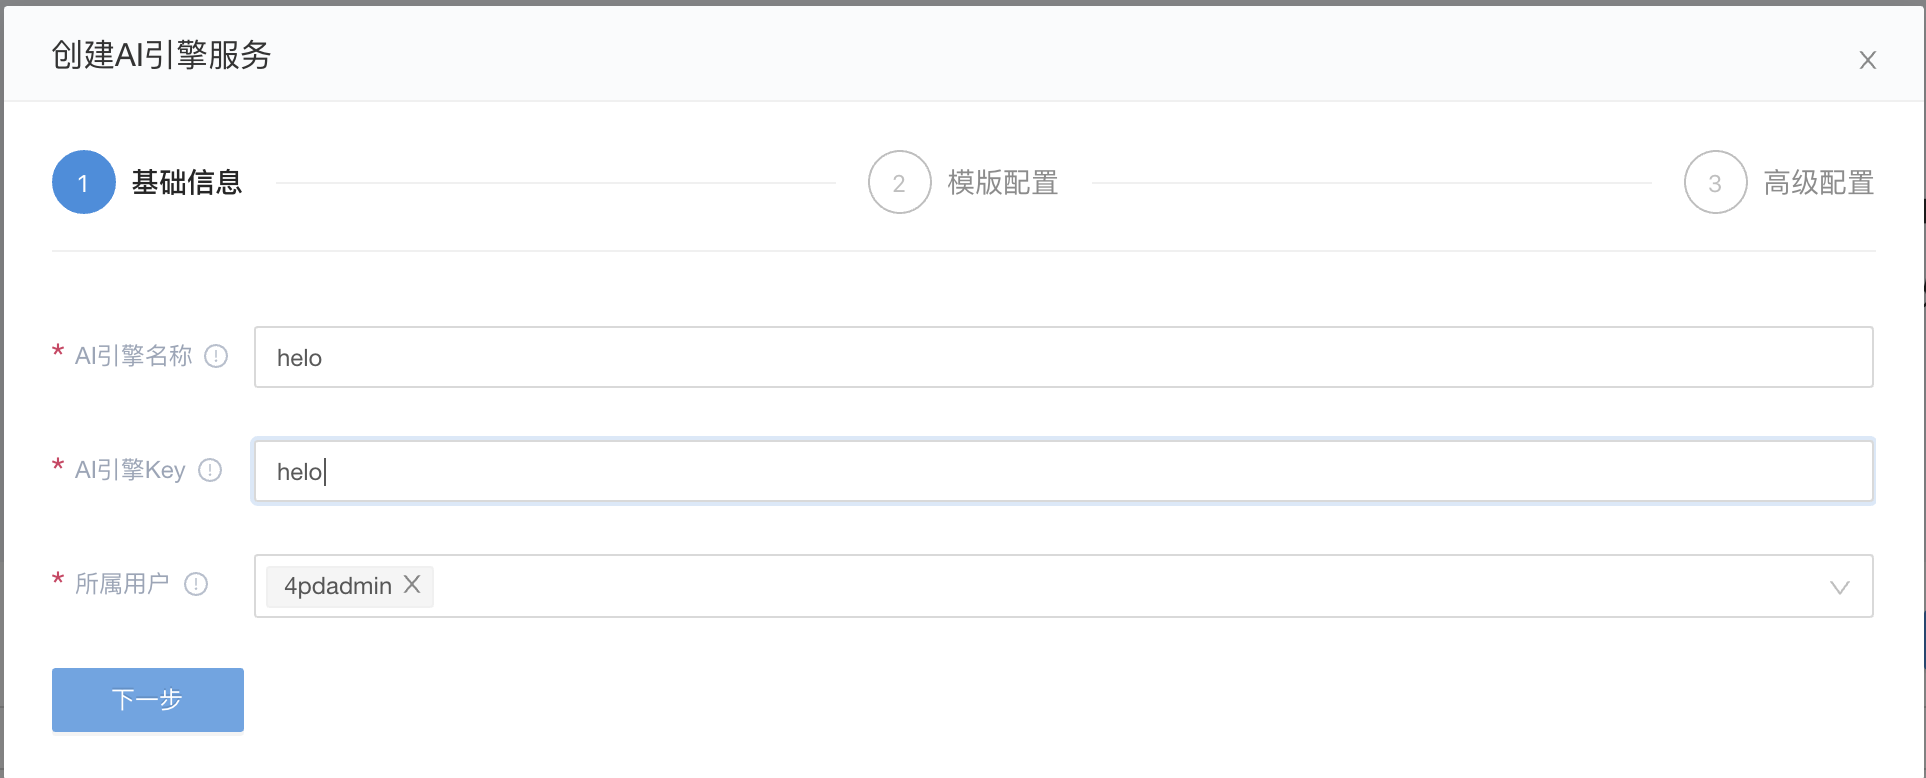 创建AI引擎服务
1 基础信息 2 模版配置 3 高级配置
* AI引擎名称 helo
* AI引擎Key helo
* 所属用户 4pdadmin
下一步